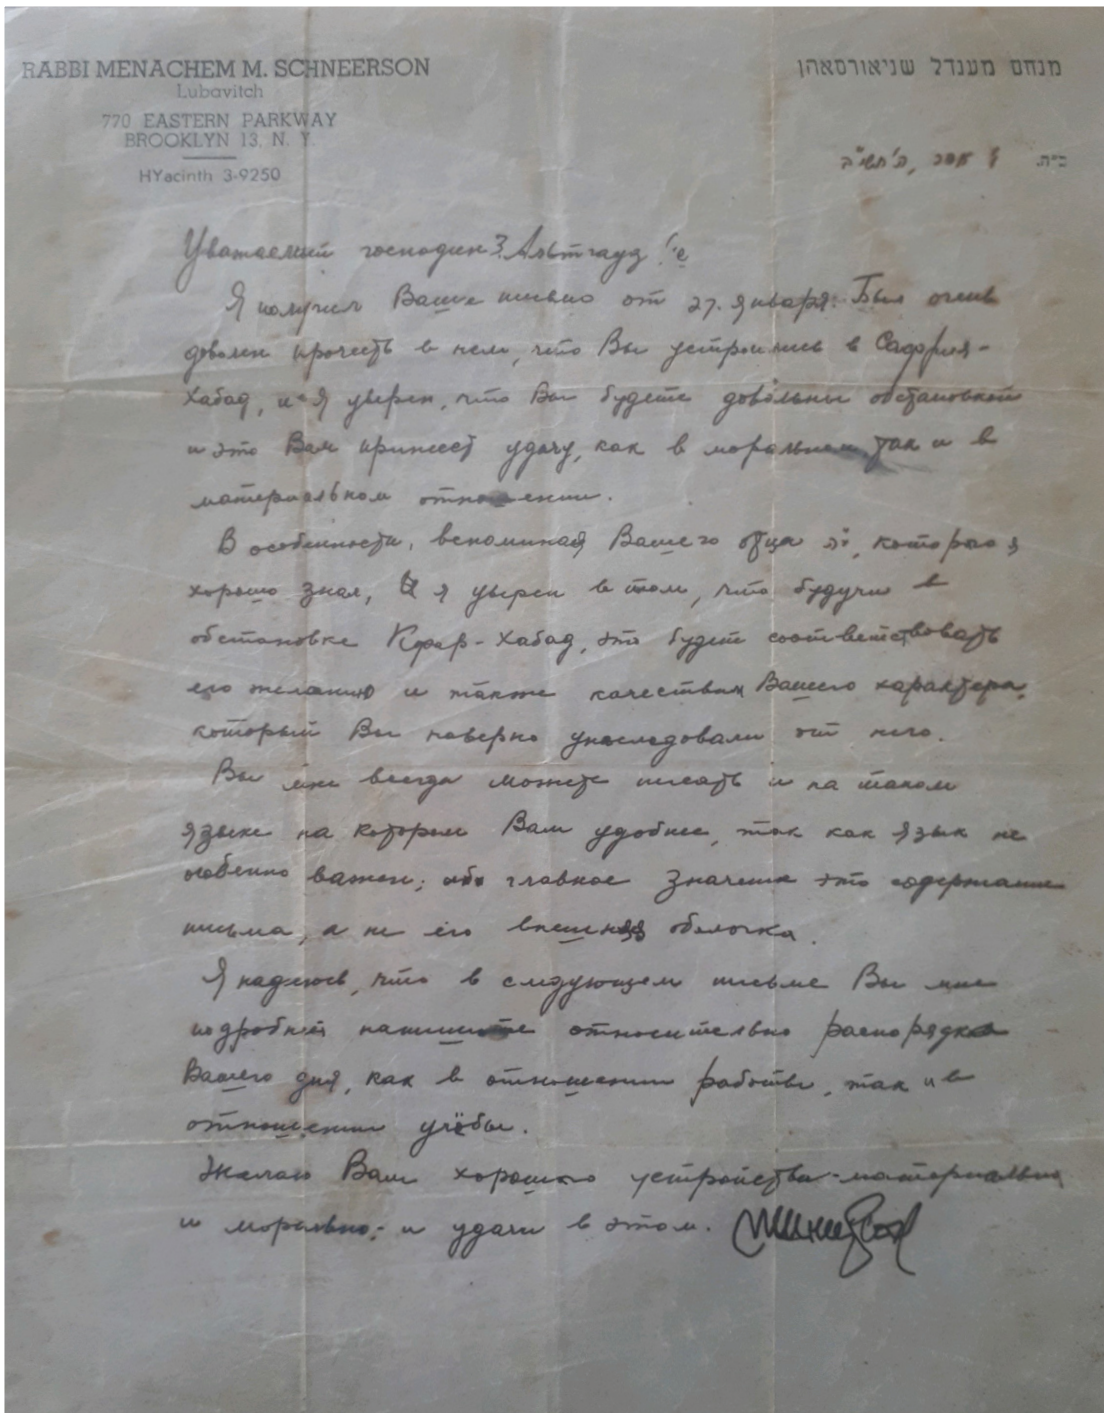 RABBI MENACHEM M. SCHNEERSON
Lubavitch
770 EASTERN PARKWAY
BROOKLYN 13, N. Y.
HYacinth 3-9250
מנחם מענדל שניאורסאהן
ב"ה.
אדר, ה'תשי"ב
Уважаемый господин Альтгауз!
Я получил Ваше письмо от 27. Января. Был очень
доволен прочесть в нем, что Вы устроились в Сафрия-
Хабад, и я уверен, что Вы будете довольны обстановкой
и это Вам принесет удачу, как в моральном так и в
материальном отношении.
В особенности, вспоминая Вашего отца ז"ל, которого я
хорошо знал, я уверен в том, что будучи в
обстановке Кфар-Хабад, это будет соответствовать
его желанию и также качествам Вашего характера,
который Вы наверно унаследовали от него.
Вы мне всегда можете писать и на таком
языке на котором Вам удобнее, так как язык не
особенно важен; главное значение это содержание
письма, а не его внешняя оболочка.
Я надеюсь, что в следующем письме Вы мне
подробней напишите относительно распорядка
Вашего дня, как в отношении работы, так и в
отношении учёбы.
Желаю Вам хорошего устройства - материально
и морально; - и удачи в этом.